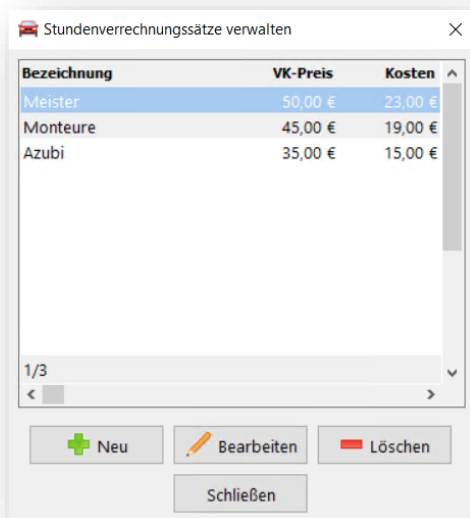 Stundenverrechnungssätze verwalten
Bezeichnung VK-Preis Kosten
Meister 50,00 € 23,00 €
Monteure 45,00 € 19,00 €
Azubi 35,00 € 15,00 €
1/3
Neu Bearbeiten Löschen
Schließen